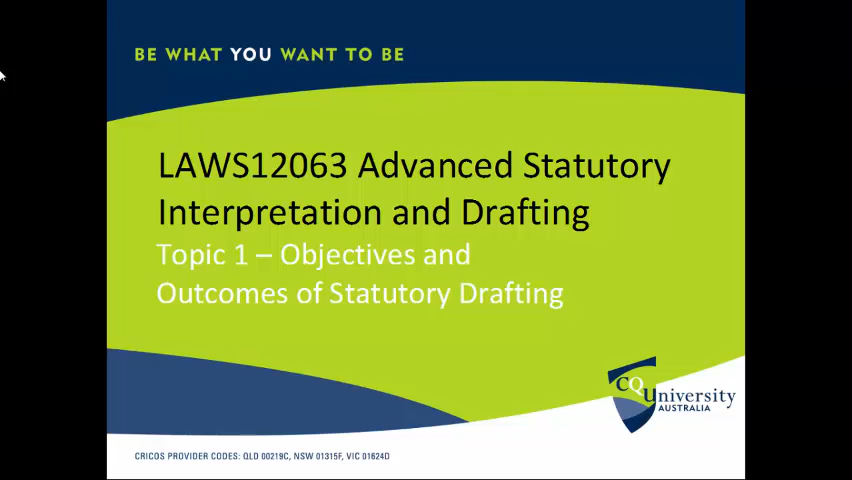 BE WHAT YOU WANT TO BE
LAWS12063 Advanced Statutory
Interpretation and Drafting
Topic 1 – Objectives and
Outcomes of Statutory Drafting
CQUniversity
AUSTRALIA
CRICOS PROVIDER CODES: QLD 00219C, NSW 01315F, VIC 01624D